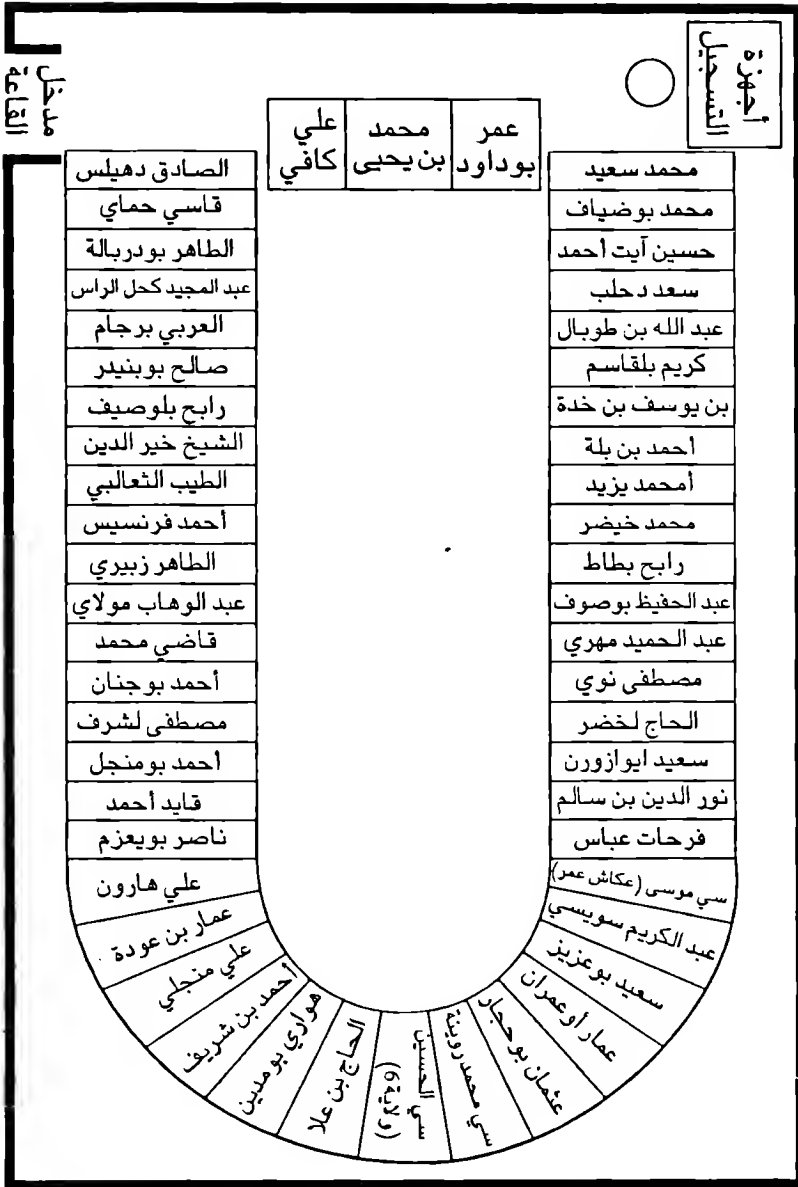 أجهزة
التسجيل
مدخل
القاعة
عمر
بوداود
محمد
بن يحيى
علي
كافي
محمد سعيد
محمد بوضياف
حسين آيت أحمد
سعد دحلب
عبد الله بن طوبال
كريم بلقاسم
بن يوسف بن خدة
أحمد بن بلة
أمحمد يزيد
محمد خيضر
رابح بطاط
عبد الحفيظ بوصوف
عبد الحميد مهري
مصطفى نوي
الحاج لخضر
سعيد ايوازورن
نور الدين بن سالم
فرحات عباس
سي موسى (عكاش عمر)
عبد الكريم سويسي
سعيد بوعزيز
عمار أوعمران
عثمان بوحجار
سي محمد روينة
سي الحسين
(ولاية 6)
الحاج بن علا
هواري بومدين
أحمد بن شريف
علي منجلي
عمار بن عودة
علي هارون
ناصر بويعزم
قايد أحمد
أحمد بومنجل
مصطفى لشرف
أحمد بوجنان
قاضي محمد
عبد الوهاب مولاي
الطاهر زبيري
أحمد فرنسيس
الطيب الثعالبي
الشيخ خير الدين
رابح بلوصيف
صالح بوبنيدر
العربي برجام
عبد المجيد كحل الراس
الطاهر بودربالة
قاسي حماي
الصادق دهيلس